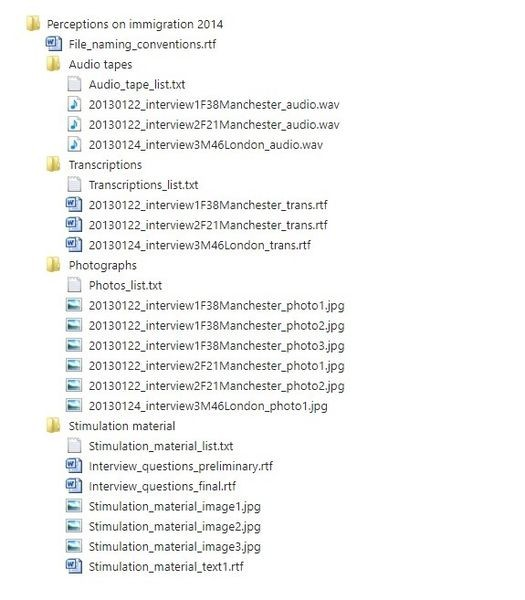 Perceptions on immigration 2014
File_naming_conventions.rtf
Audio tapes
Audio_tape_list.txt
20130122_interview1F38Manchester_audio.wav
20130122_interview2F21Manchester_audio.wav
20130124_interview3M46London_audio.wav
Transcriptions
Transcriptions_list.txt
20130122_interview1F38Manchester_trans.rtf
20130122_interview2F21Manchester_trans.rtf
20130124_interview3M46London_trans.rtf
Photographs
Photos_list.txt
20130122_interview1F38Manchester_photo1.jpg
20130122_interview1F38Manchester_photo2.jpg
20130122_interview1F38Manchester_photo3.jpg
20130122_interview2F21Manchester_photo1.jpg
20130122_interview2F21Manchester_photo2.jpg
20130124_interview3M46London_photo1.jpg
Stimulation material
Stimulation_material_list.txt
Interview_questions_preliminary.rtf
Interview_questions_final.rtf
Stimulation_material_image1.jpg
Stimulation_material_image2.jpg
Stimulation_material_image3.jpg
Stimulation_material_text1.rtf